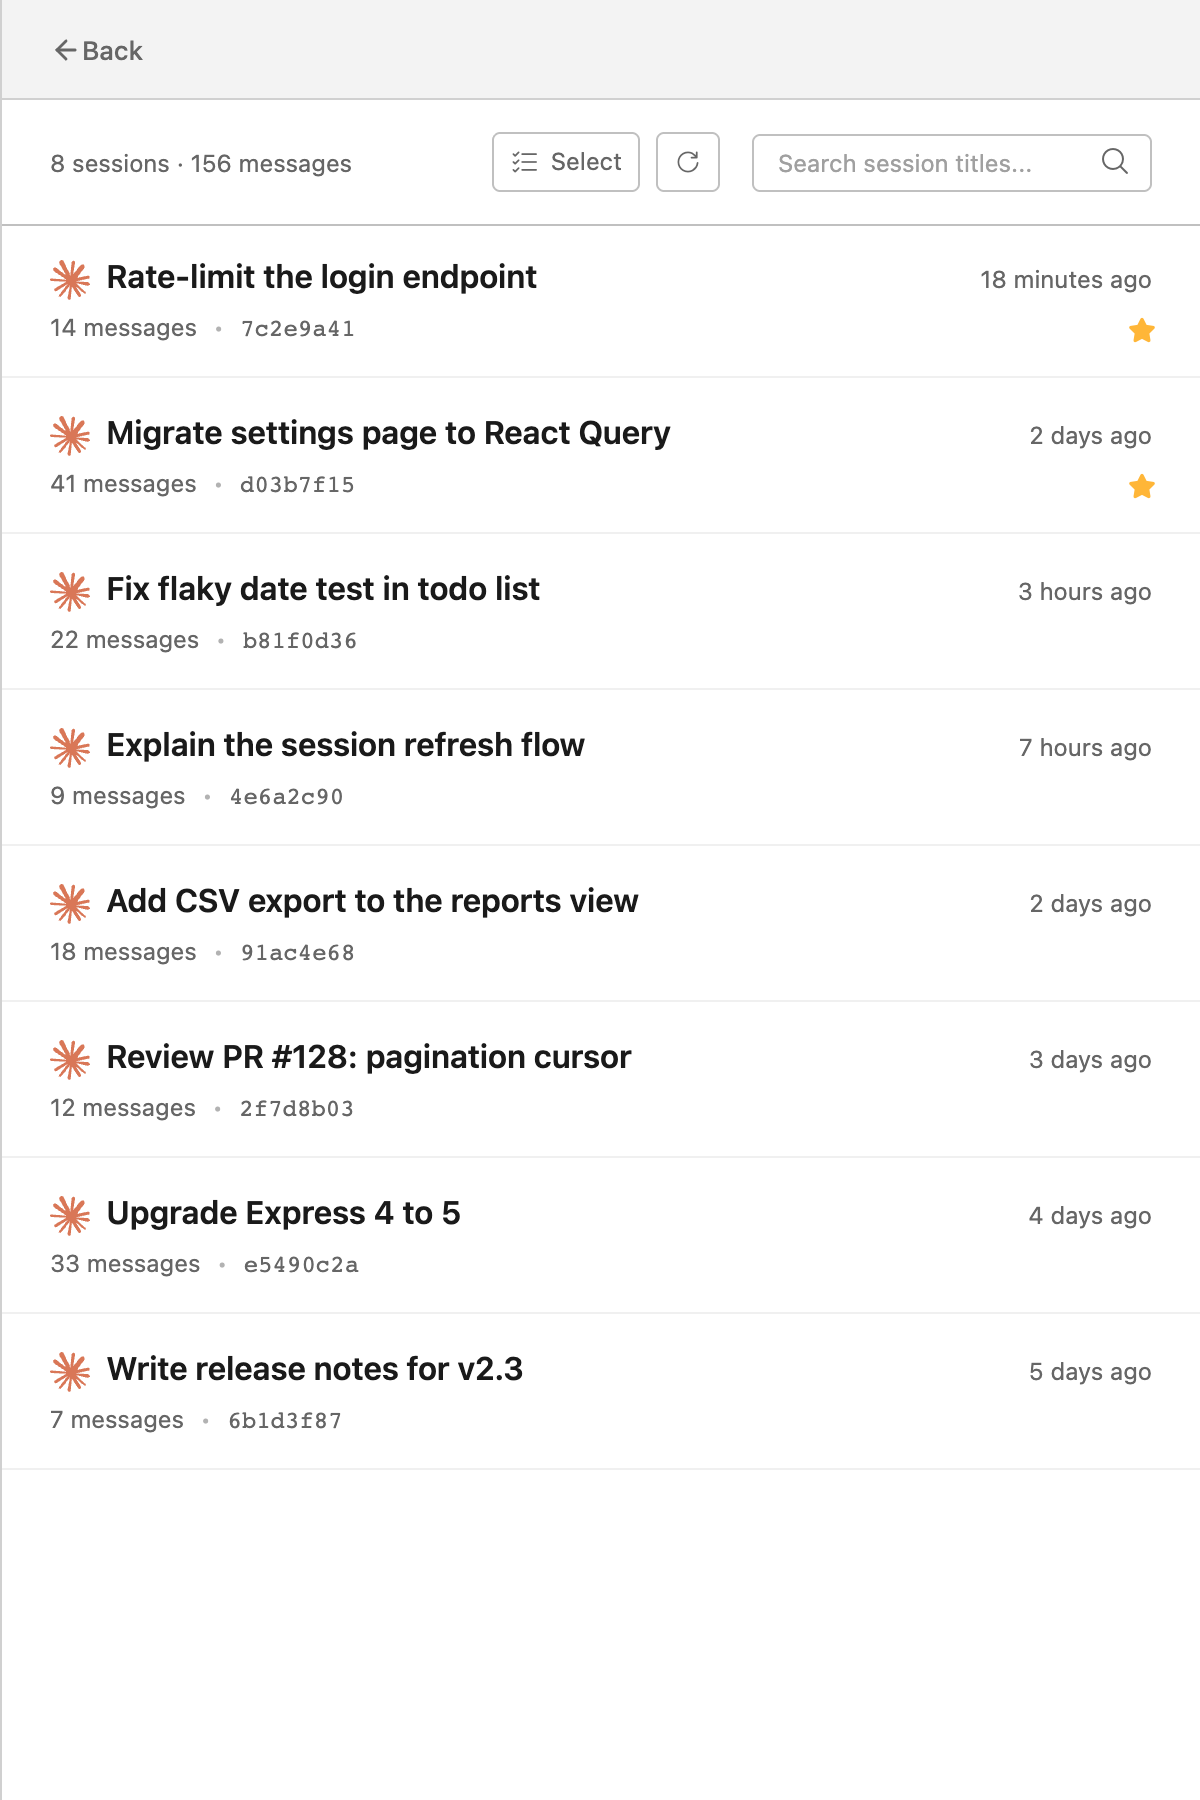 Back
8 sessions · 156 messages
Select
Search session titles...
Rate-limit the login endpoint
18 minutes ago
14 messages • 7c2e9a41
Migrate settings page to React Query
2 days ago
41 messages • d03b7f15
Fix flaky date test in todo list
3 hours ago
22 messages • b81f0d36
Explain the session refresh flow
7 hours ago
9 messages • 4e6a2c90
Add CSV export to the reports view
2 days ago
18 messages • 91ac4e68
Review PR #128: pagination cursor
3 days ago
12 messages • 2f7d8b03
Upgrade Express 4 to 5
4 days ago
33 messages • e5490c2a
Write release notes for v2.3
5 days ago
7 messages • 6b1d3f87